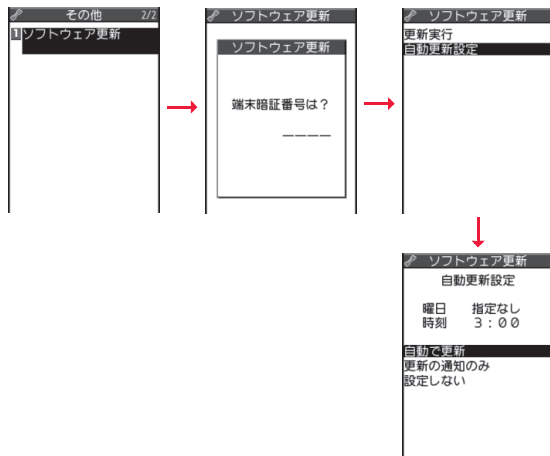 その他 2/2
1 ソフトウェア更新
ソフトウェア更新
ソフトウェア更新
端末暗証番号は？
____
ソフトウェア更新
更新実行
自動更新設定
ソフトウェア更新
自動更新設定
曜日 指定なし
時刻 3：00
自動で更新
更新の通知のみ
設定しない